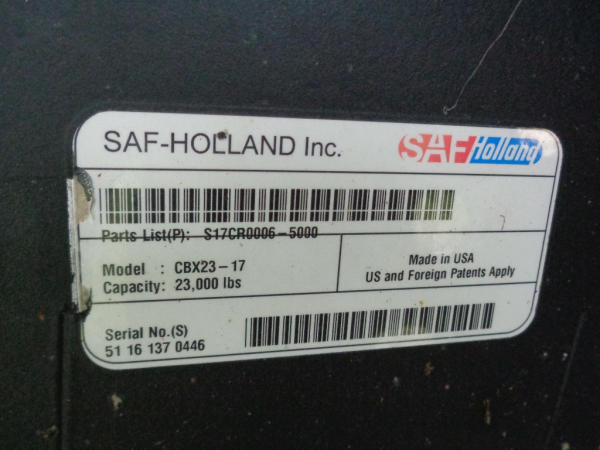 SAF-HOLLAND Inc.
SAF Holland
Parts List(P): S17CR0006-5000
Model : CBX23-17
Capacity: 23,000 lbs
Made in USA
US and Foreign Patents Apply
Serial No.(S)
51 16 137 0446